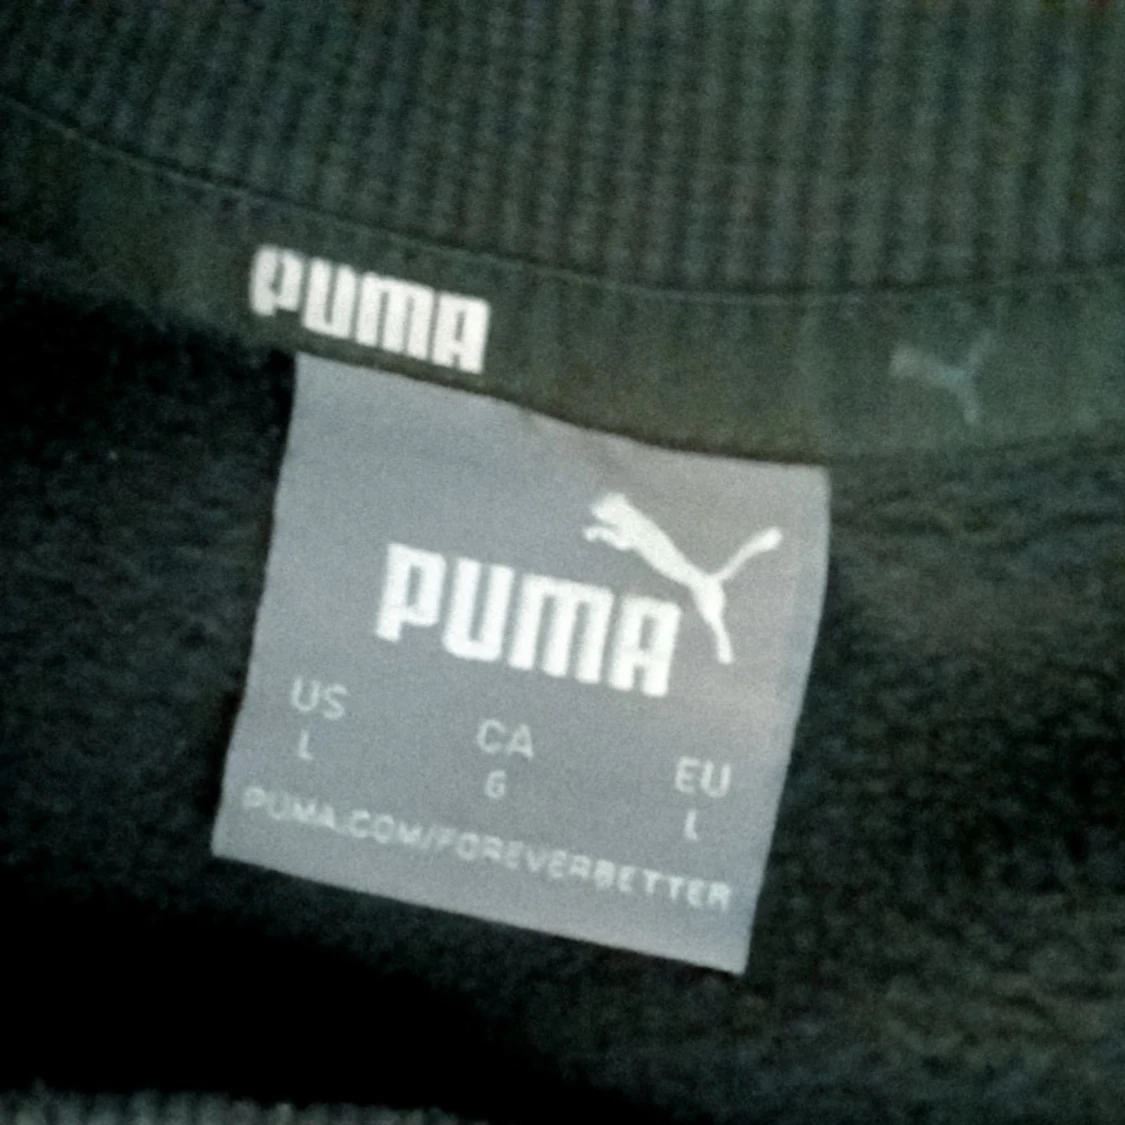 PUMA
PUMA
US CA EU
L G L
PUMA.COM/FOREVERBETTER